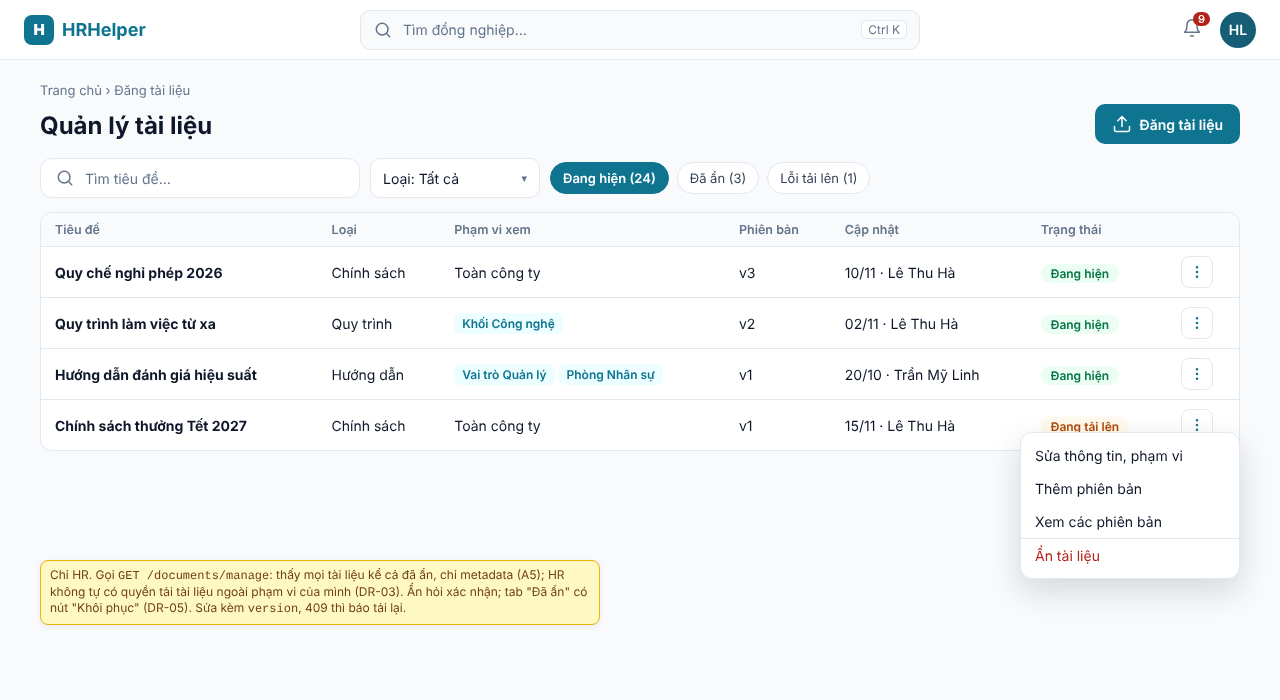 H HRHelper
Tìm đồng nghiệp... Ctrl K
9
HL
Trang chủ › Đăng tài liệu
Quản lý tài liệu
Đăng tài liệu
Tìm tiêu đề...
Loại: Tất cả ▾
Đang hiện (24)
Đã ẩn (3)
Lỗi tải lên (1)
Tiêu đề Loại Phạm vi xem Phiên bản Cập nhật Trạng thái
Quy chế nghỉ phép 2026 Chính sách Toàn công ty v3 10/11 · Lê Thu Hà Đang hiện
Quy trình làm việc từ xa Quy trình Khối Công nghệ v2 02/11 · Lê Thu Hà Đang hiện
Hướng dẫn đánh giá hiệu suất Hướng dẫn Vai trò Quản lý Phòng Nhân sự v1 20/10 · Trần Mỹ Linh Đang hiện
Chính sách thưởng Tết 2027 Chính sách Toàn công ty v1 15/11 · Lê Thu Hà Đang tải lên
Sửa thông tin, phạm vi
Thêm phiên bản
Xem các phiên bản
Ẩn tài liệu
Chỉ HR. Gọi GET /documents/manage: thấy mọi tài liệu kể cả đã ẩn, chỉ metadata (A5); HR
không tự có quyền tải tài liệu ngoài phạm vi của mình (DR-03). Ẩn hỏi xác nhận; tab "Đã ẩn" có
nút "Khôi phục" (DR-05). Sửa kèm version, 409 thì báo tải lại.